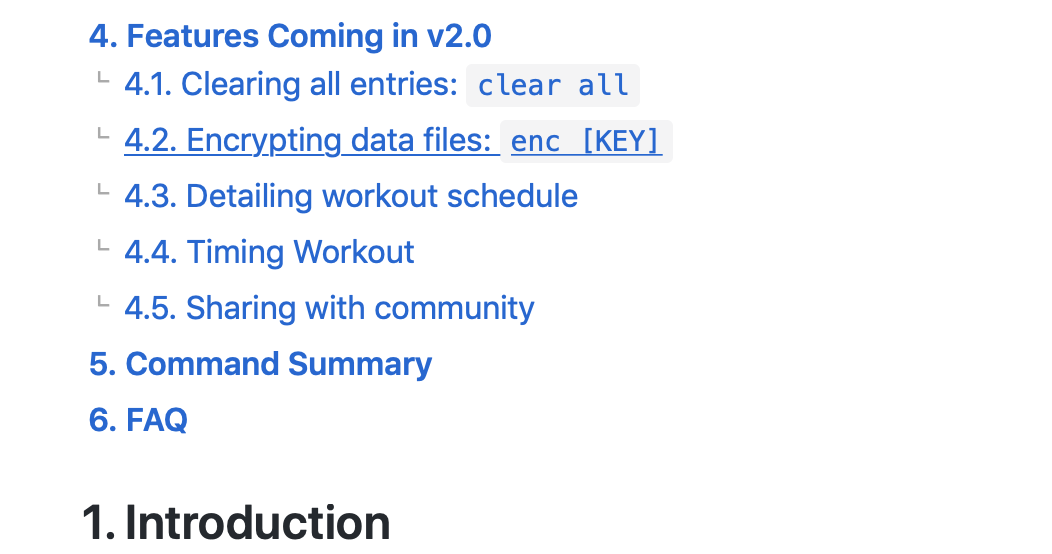 4. Features Coming in v2.0
4.1. Clearing all entries: clear all
4.2. Encrypting data files: enc [KEY]
4.3. Detailing workout schedule
4.4. Timing Workout
4.5. Sharing with community
5. Command Summary
6. FAQ
1. Introduction